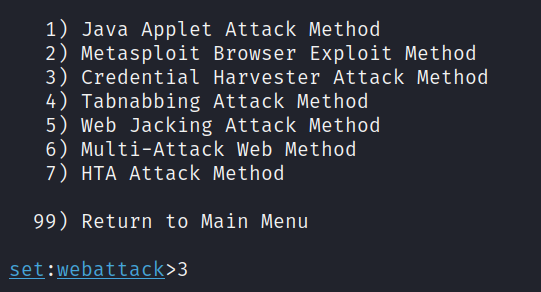 1) Java Applet Attack Method
2) Metasploit Browser Exploit Method
3) Credential Harvester Attack Method
4) Tabnabbing Attack Method
5) Web Jacking Attack Method
6) Multi-Attack Web Method
7) HTA Attack Method
99) Return to Main Menu
set:webattack>3